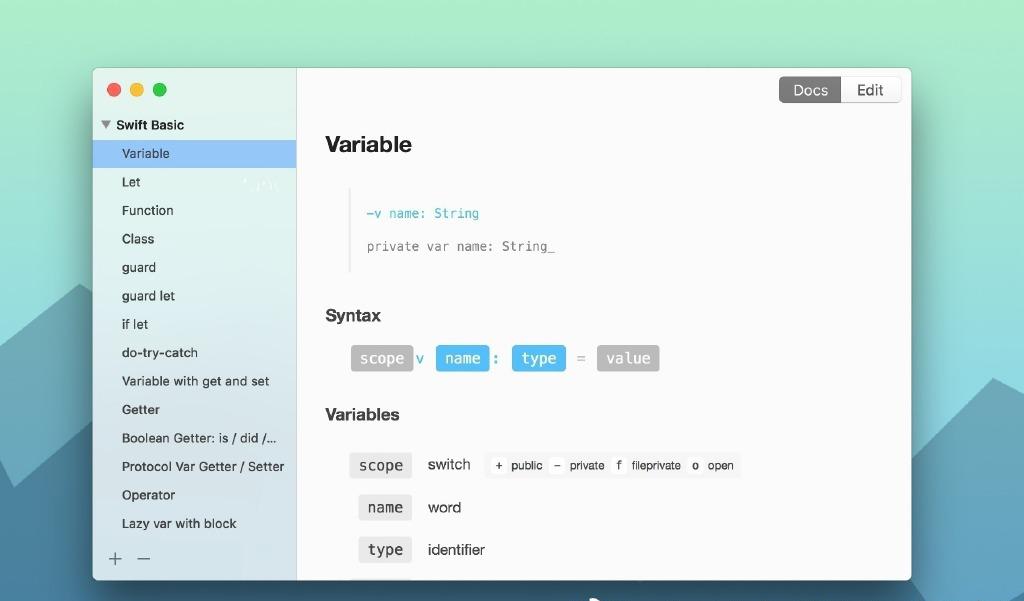 Docs Edit
Swift Basic
Variable
Let
Function
Class
guard
guard let
if let
do-try-catch
Variable with get and set
Getter
Boolean Getter: is / did /...
Protocol Var Getter / Setter
Operator
Lazy var with block
+ −
Variable
-v name: String
private var name: String_
Syntax
scope v name : type = value
Variables
scope switch + public - private f fileprivate o open
name word
type identifier